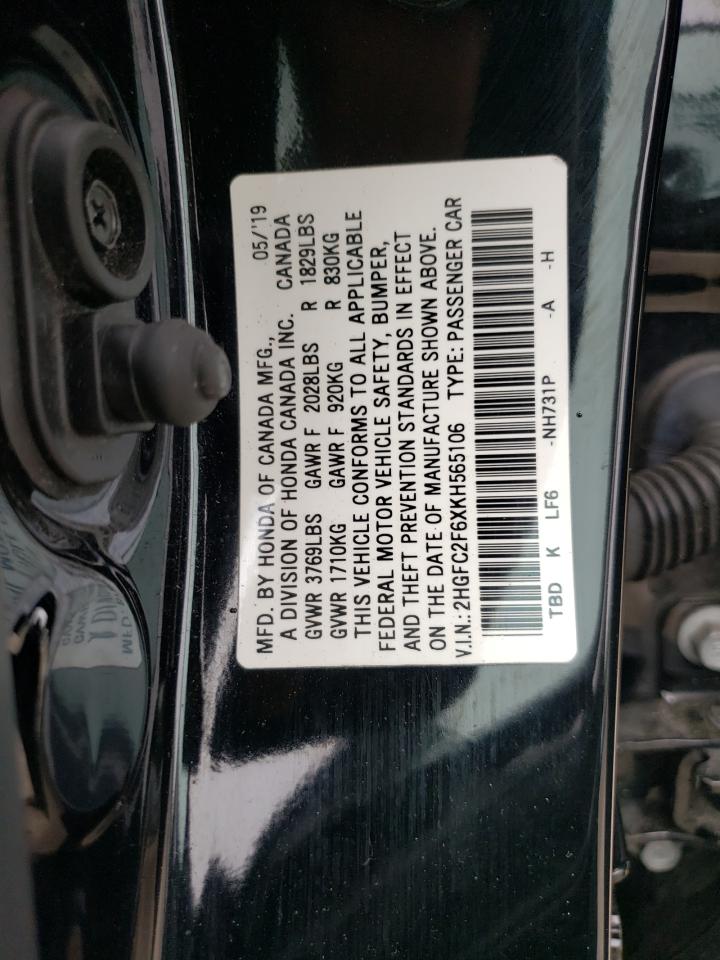 MFD. BY HONDA OF CANADA MFG., 05/'19
A DIVISION OF HONDA CANADA INC. CANADA
GVWR 3769LBS GAWR F 2028LBS R 1829LBS
GVWR 1710KG GAWR F 920KG R 830KG
THIS VEHICLE CONFORMS TO ALL APPLICABLE
FEDERAL MOTOR VEHICLE SAFETY, BUMPER,
AND THEFT PREVENTION STANDARDS IN EFFECT
ON THE DATE OF MANUFACTURE SHOWN ABOVE.
V.I.N.: 2HGFC2F6XKH565106 TYPE: PASSENGER CAR
TBD K LF6 -NH731P -A -H